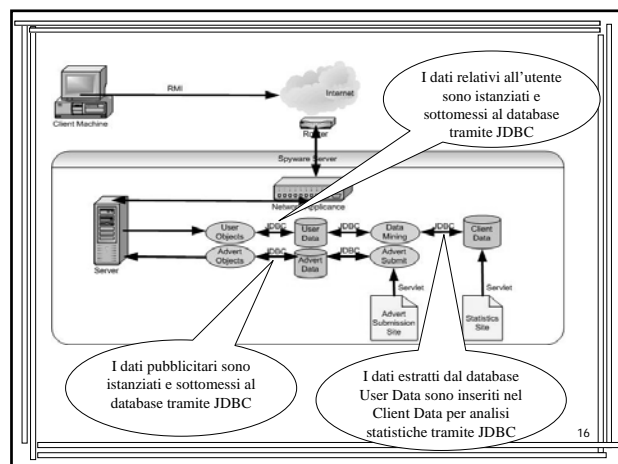 RMI
Internet
Client Machine
Router
Spyware Server
Network Applicance
Server
User
Objects
JDBC
User
Data
JDBC
Data
Mining
JDBC
Client
Data
Advert
Objects
JDBC
Advert
Data
Advert
Submit
Servlet
Servlet
Advert
Submission
Site
Statistics
Site
I dati relativi all'utente
sono istanziati e
sottomessi al database
tramite JDBC
I dati pubblicitari sono
istanziati e sottomessi al
database tramite JDBC
I dati estratti dal database
User Data sono inseriti nel
Client Data per analisi
statistiche tramite JDBC
16